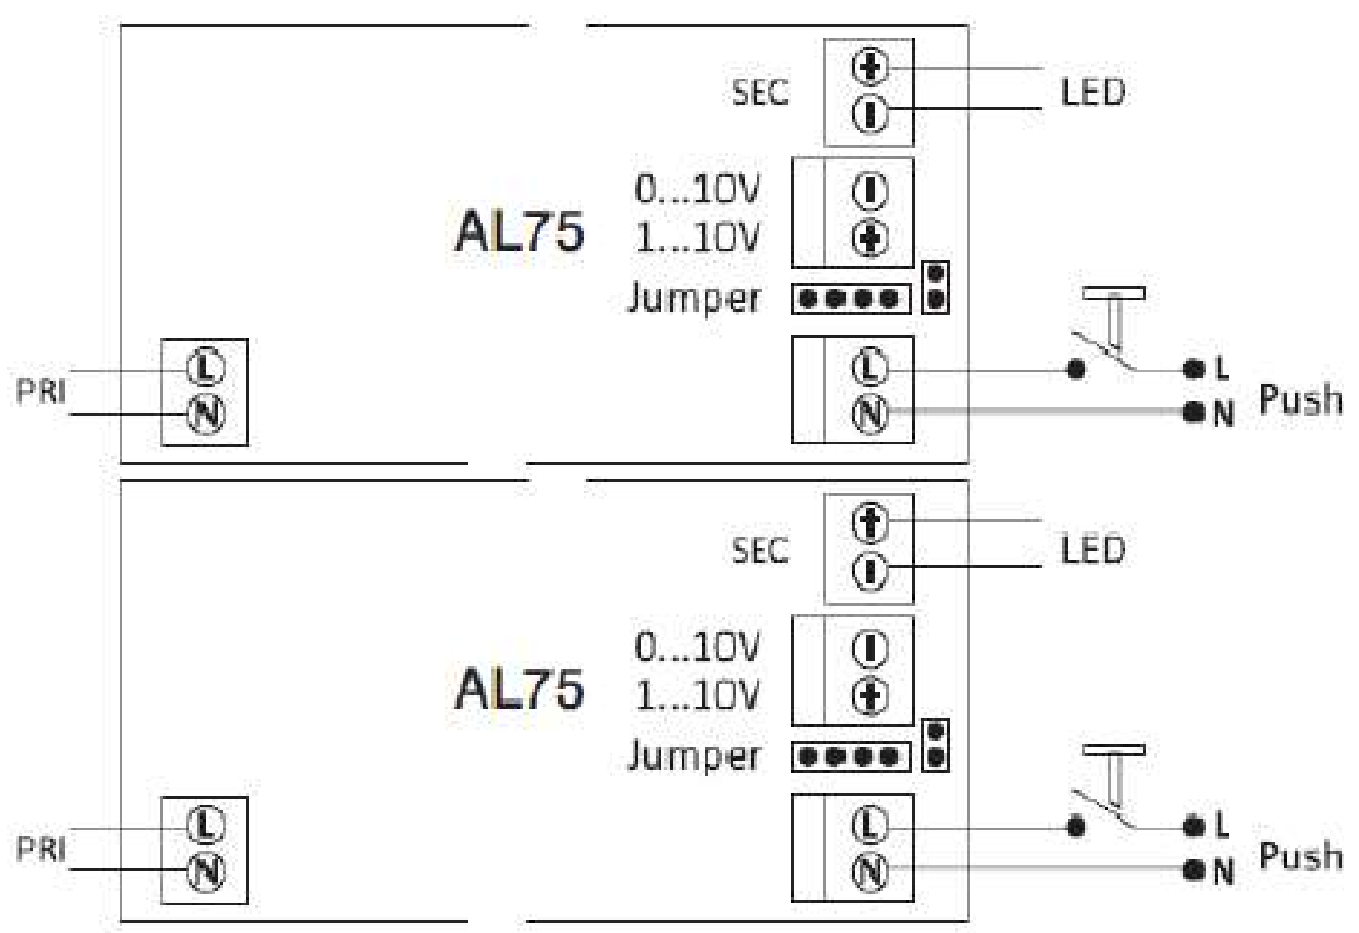 SEC LED
0...10V
AL75 1...10V
Jumper
PRI L N
L N L N Push
SEC LED
0...10V
AL75 1...10V
Jumper
PRI L N
L N L N Push